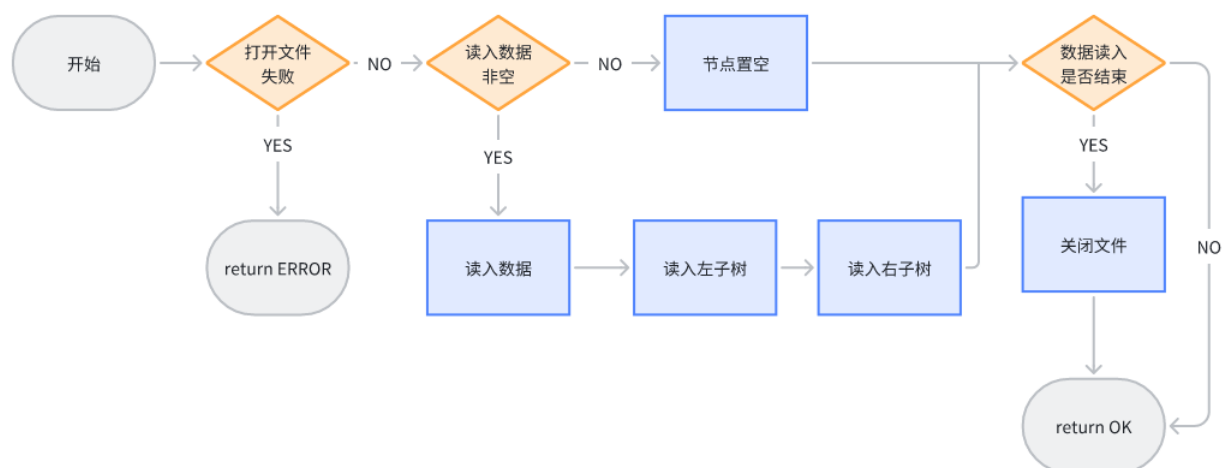 开始
打开文件
失败
NO
读入数据
非空
NO
节点置空
数据读入
是否结束
YES
YES
YES
return ERROR
读入数据
读入左子树
读入右子树
关闭文件
NO
return OK